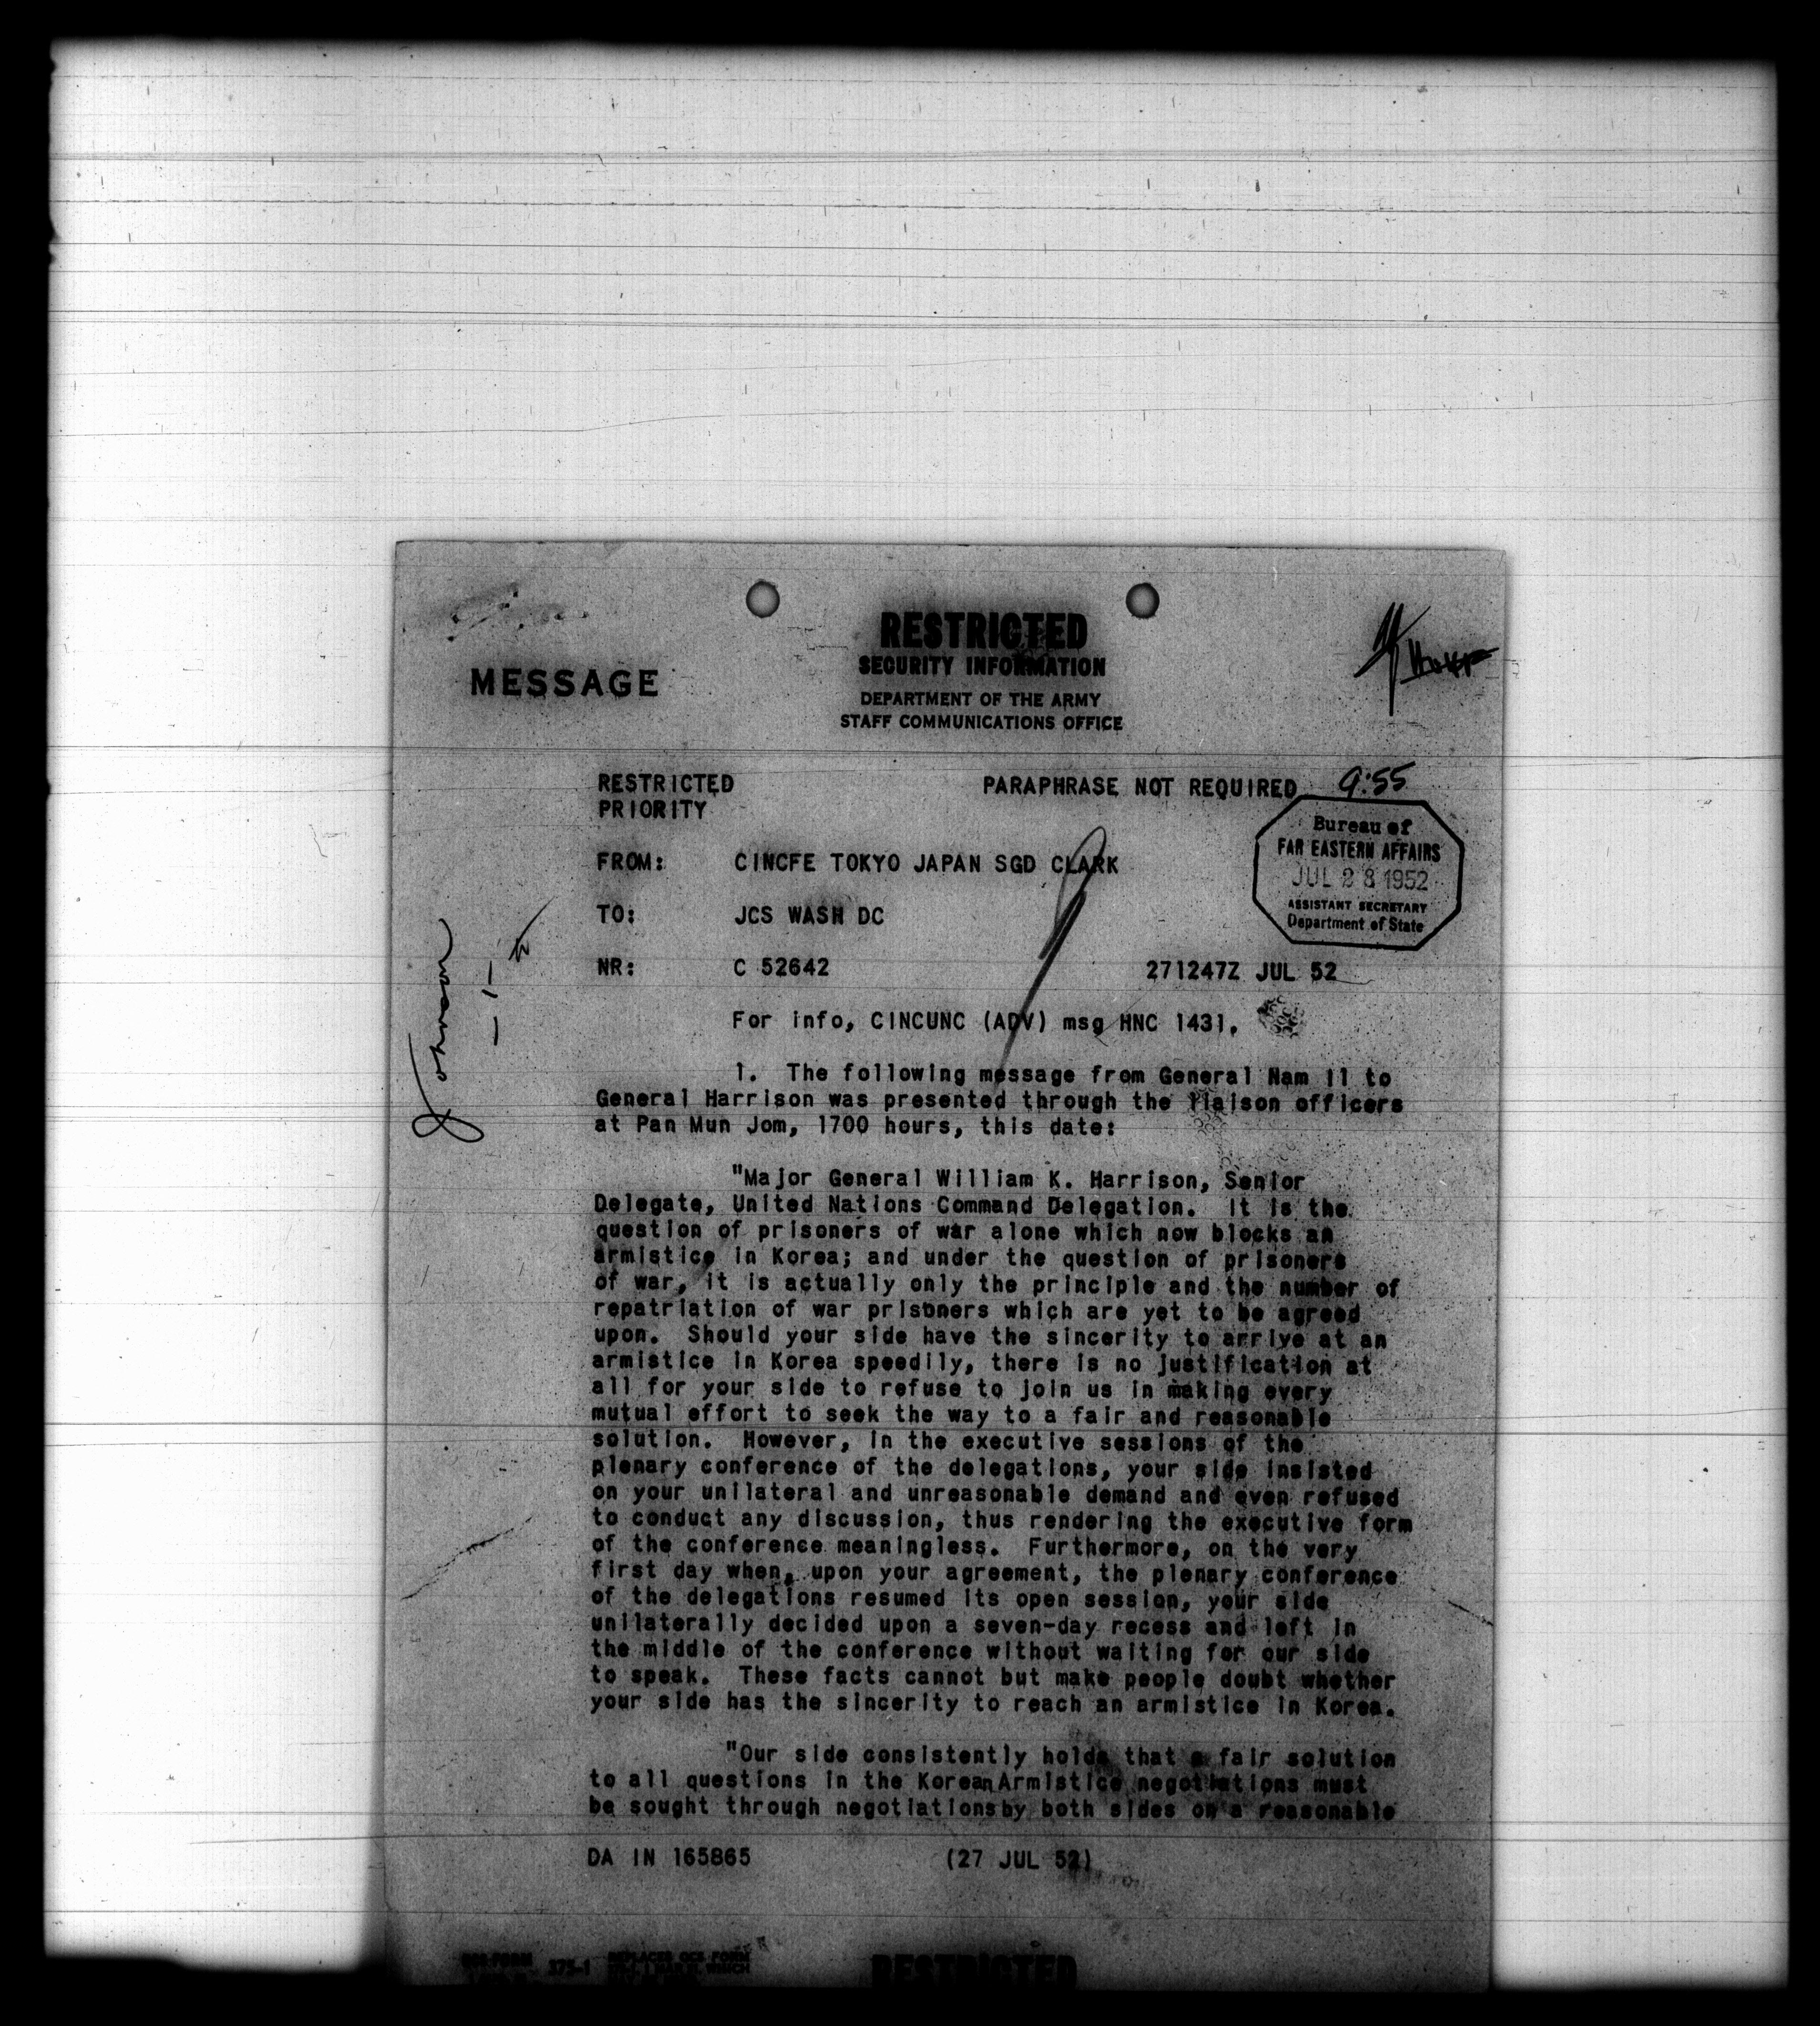 RESTRICTED
SECURITY INFORMATION
MESSAGE
DEPARTMENT OF THE ARMY
STAFF COMMUNICATIONS OFFICE
RESTRICTED PARAPHRASE NOT REQUIRED 9:55
PRIORITY
Bureau of
FAR EASTERN AFFAIRS
JUL 28 1952
ASSISTANT SECRETARY
Department of State
FROM: CINCFE TOKYO JAPAN SGD CLARK
TO: JCS WASH DC
NR: C 52642 271247Z JUL 52
Johnson
For info, CINCUNC (ADV) msg HNC 1431.
1. The following message from General Nam Il to
General Harrison was presented through the liaison officers
at Pan Mun Jom, 1700 hours, this date:
"Major General William K. Harrison, Senior
Delegate, United Nations Command Delegation. It is the
question of prisoners of war alone which now blocks an
armistice in Korea; and under the question of prisoners
of war, it is actually only the principle and the number of
repatriation of war prisoners which are yet to be agreed
upon. Should your side have the sincerity to arrive at an
armistice in Korea speedily, there is no justification at
all for your side to refuse to join us in making every
mutual effort to seek the way to a fair and reasonable
solution. However, in the executive sessions of the
plenary conference of the delegations, your side insisted
on your unilateral and unreasonable demand and even refused
to conduct any discussion, thus rendering the executive form
of the conference meaningless. Furthermore, on the very
first day when, upon your agreement, the plenary conference
of the delegations resumed its open session, your side
unilaterally decided upon a seven-day recess and left in
the middle of the conference without waiting for our side
to speak. These facts cannot but make people doubt whether
your side has the sincerity to reach an armistice in Korea.
"Our side consistently holds that a fair solution
to all questions in the Korean Armistice negotiations must
be sought through negotiations by both sides on a reasonable
DA IN 165865 (27 JUL 52)
375-1 REPLACES OCS FORM
RESTRICTED